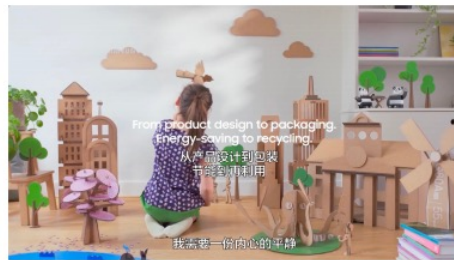 From product design to packaging.
Energy-saving to recycling.
从产品设计到包装
节能到再利用
我需要一份内心的平静